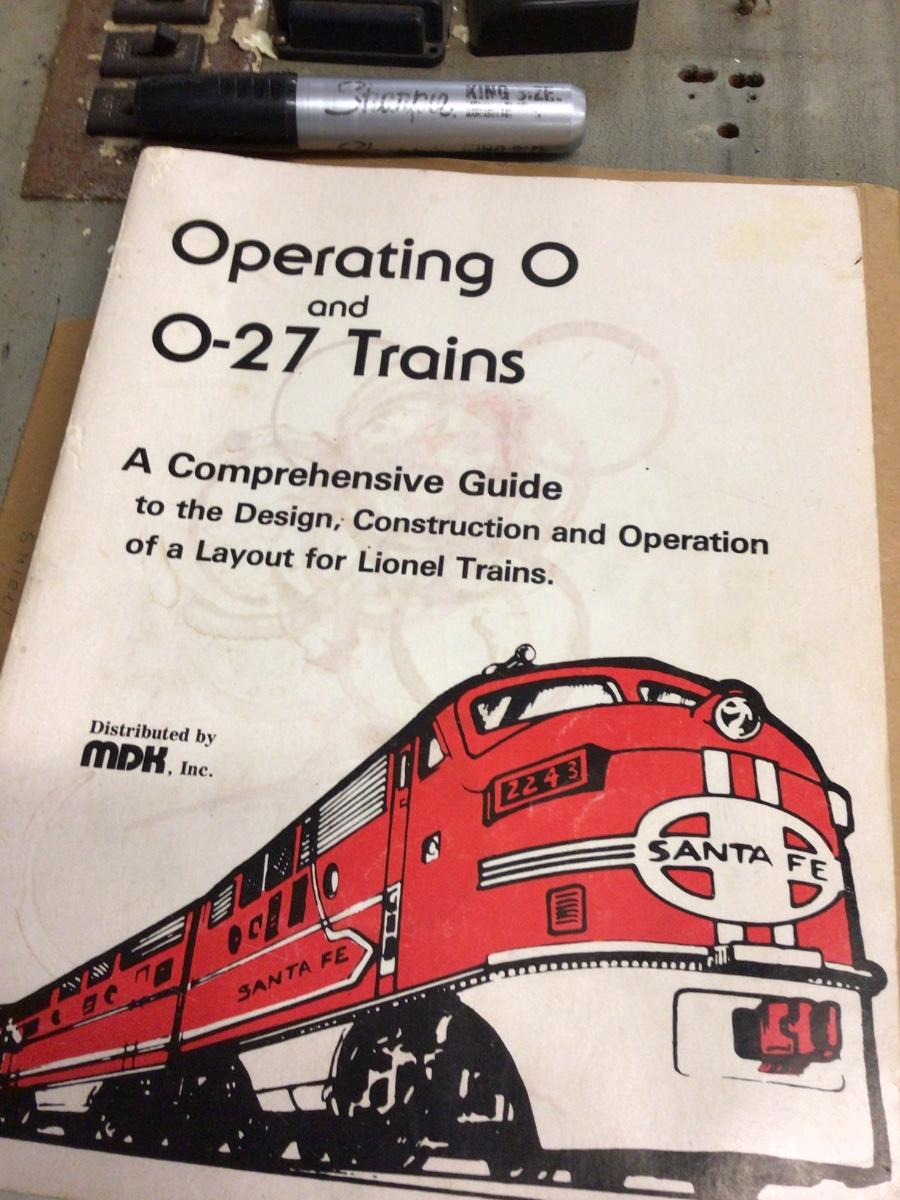 Sharpie. KING SIZE.
Operating O
and
O-27 Trains
A Comprehensive Guide
to the Design, Construction and Operation
of a Layout for Lionel Trains.
Distributed by
MDK, Inc.
2243
SANTA FE
SANTA FE